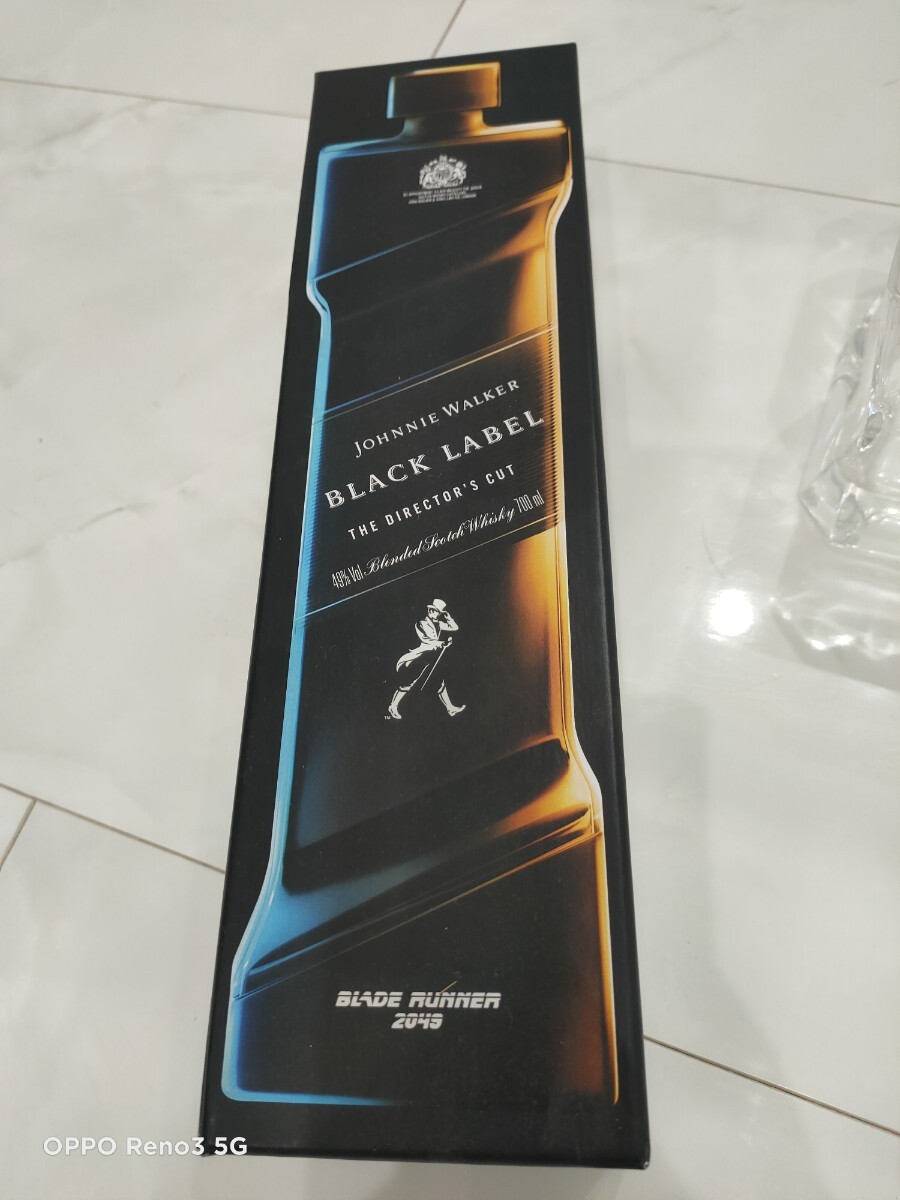 JOHNNIE WALKER
BLACK LABEL
THE DIRECTOR'S CUT
49% Vol Blended Scotch Whisky 700 ml
TM
BLADE RUNNER
2049
OPPO Reno3 5G